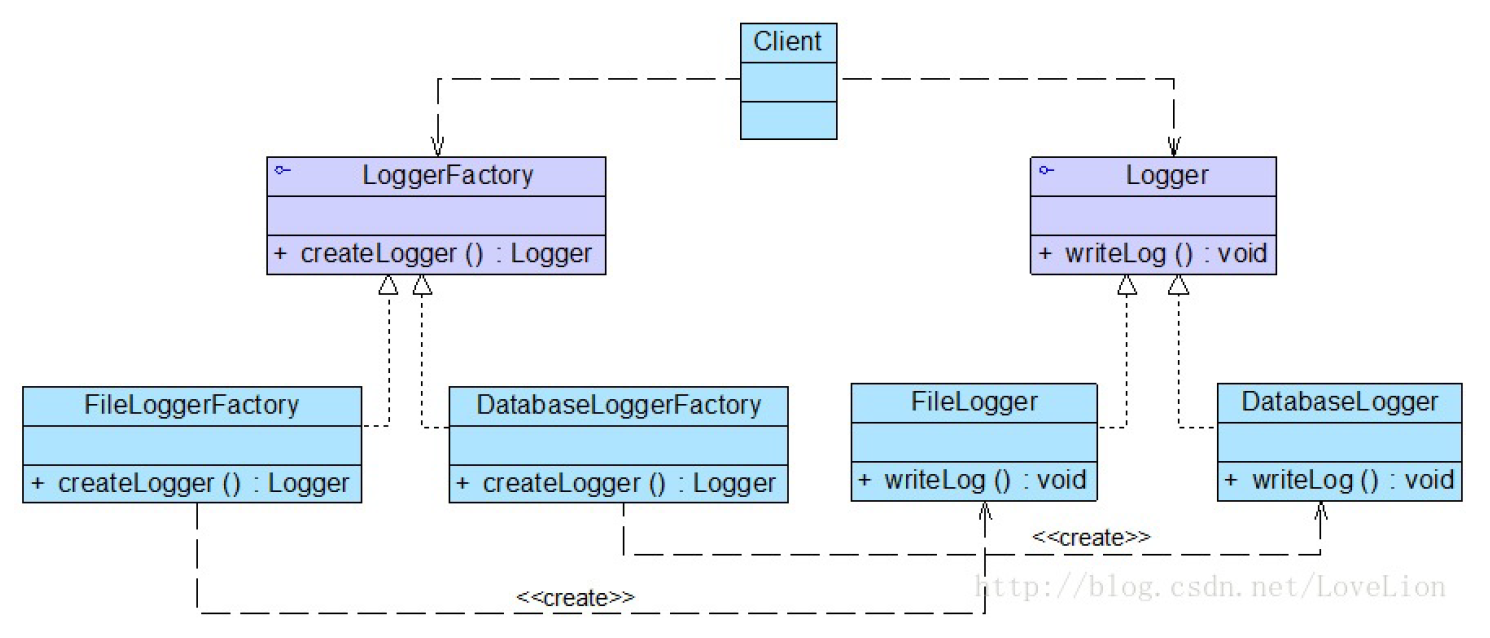 Client
LoggerFactory
+ createLogger () : Logger
Logger
+ writeLog () : void
FileLoggerFactory
+ createLogger () : Logger
DatabaseLoggerFactory
+ createLogger () : Logger
FileLogger
+ writeLog () : void
DatabaseLogger
+ writeLog () : void
<<create>>
<<create>>
http://blog.csdn.net/LoveLion